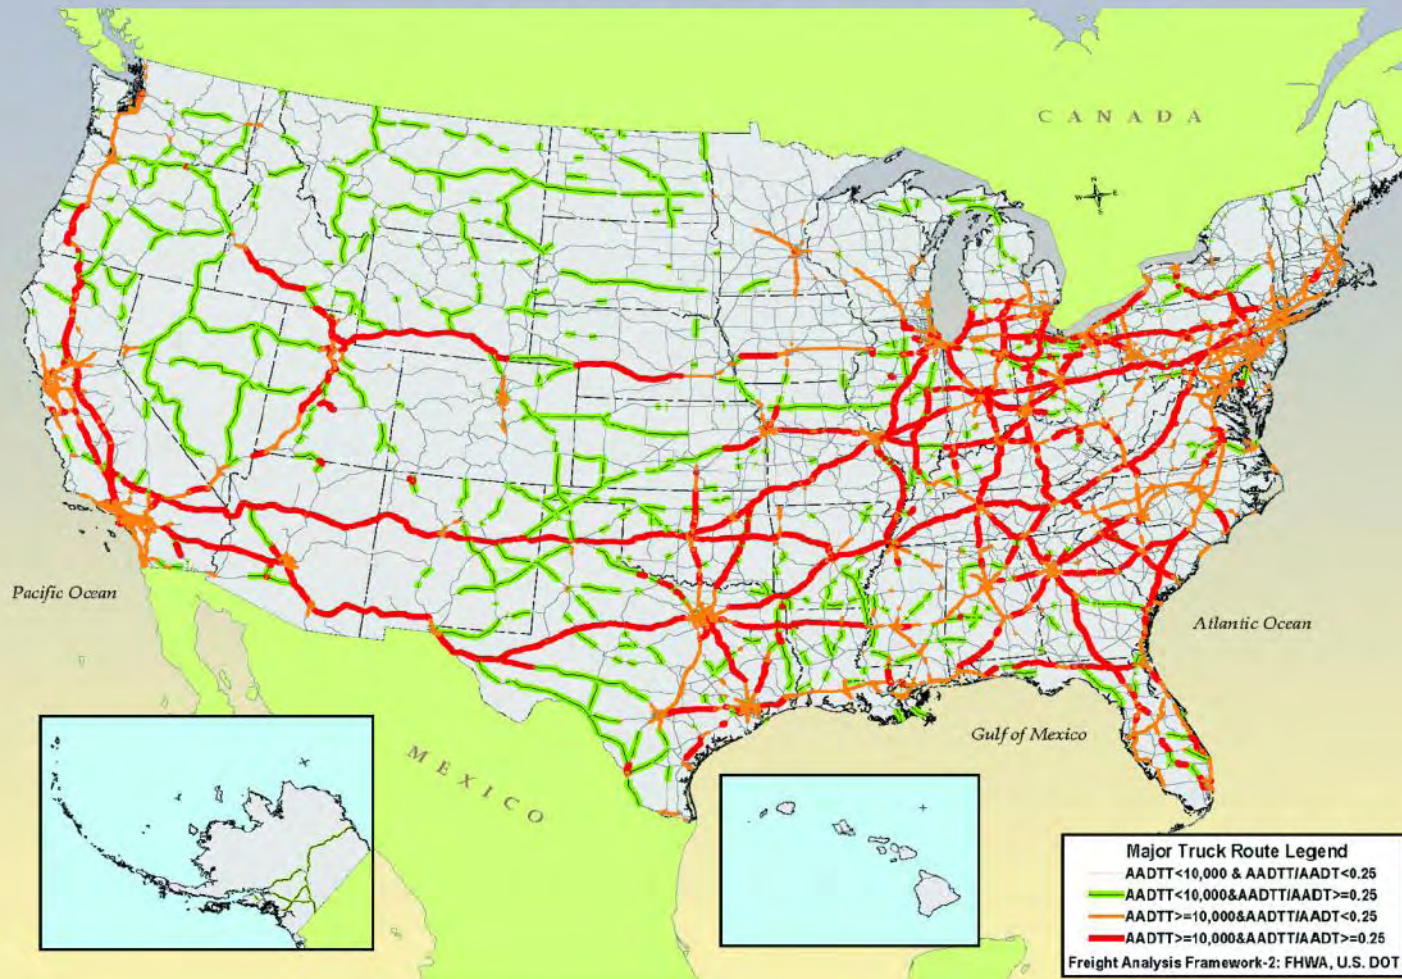 CANADA
N
W E
S
Pacific Ocean
Atlantic Ocean
Gulf of Mexico
MEXICO
Major Truck Route Legend
AADTT<10,000 & AADTT/AADT<0.25
AADTT<10,000&AADTT/AADT>=0.25
AADTT>=10,000&AADTT/AADT<0.25
AADTT>=10,000&AADTT/AADT>=0.25
Freight Analysis Framework-2: FHWA, U.S. DOT